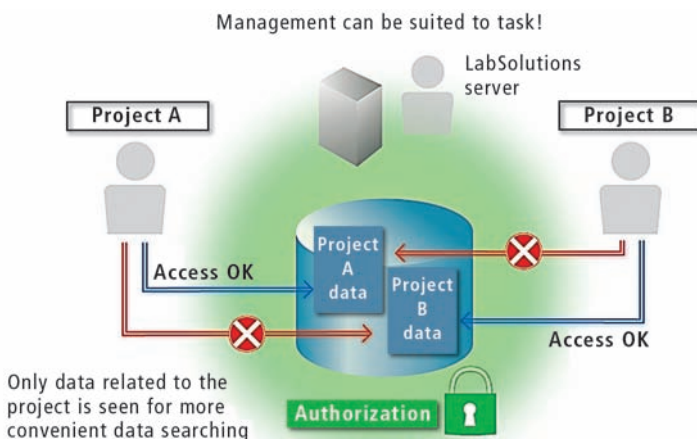 Management can be suited to task!
LabSolutions
server
Project A
Project B
Project
A
data
Project
B
data
Access OK
Access OK
Only data related to the
project is seen for more
convenient data searching
Authorization